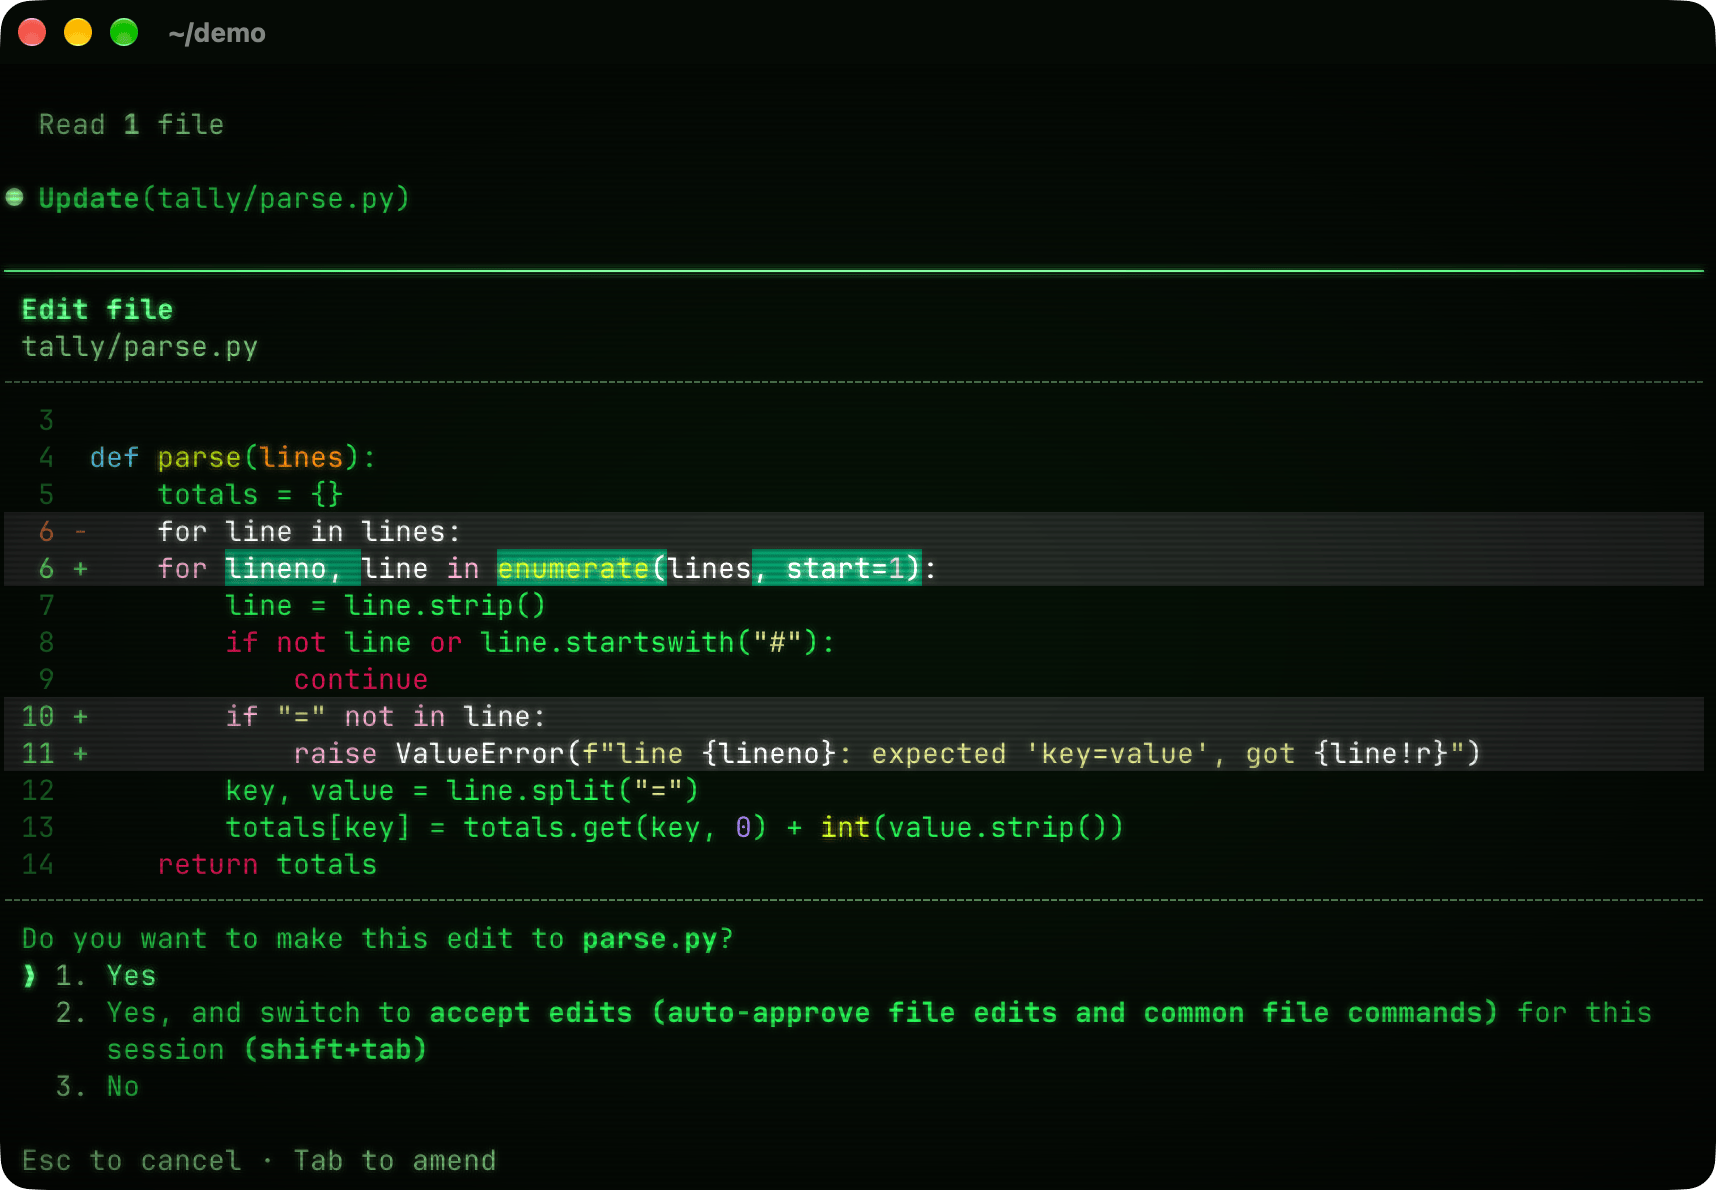 ~/demo
Read 1 file
● Update(tally/parse.py)
Edit file
tally/parse.py
3
4  def parse(lines):
5      totals = {}
6 -    for line in lines:
6 +    for lineno, line in enumerate(lines, start=1):
7          line = line.strip()
8          if not line or line.startswith("#"):
9              continue
10 +        if "=" not in line:
11 +            raise ValueError(f"line {lineno}: expected 'key=value', got {line!r}")
12         key, value = line.split("=")
13         totals[key] = totals.get(key, 0) + int(value.strip())
14     return totals
Do you want to make this edit to parse.py?
❯ 1. Yes
2. Yes, and switch to accept edits (auto-approve file edits and common file commands) for this
session (shift+tab)
3. No
Esc to cancel · Tab to amend